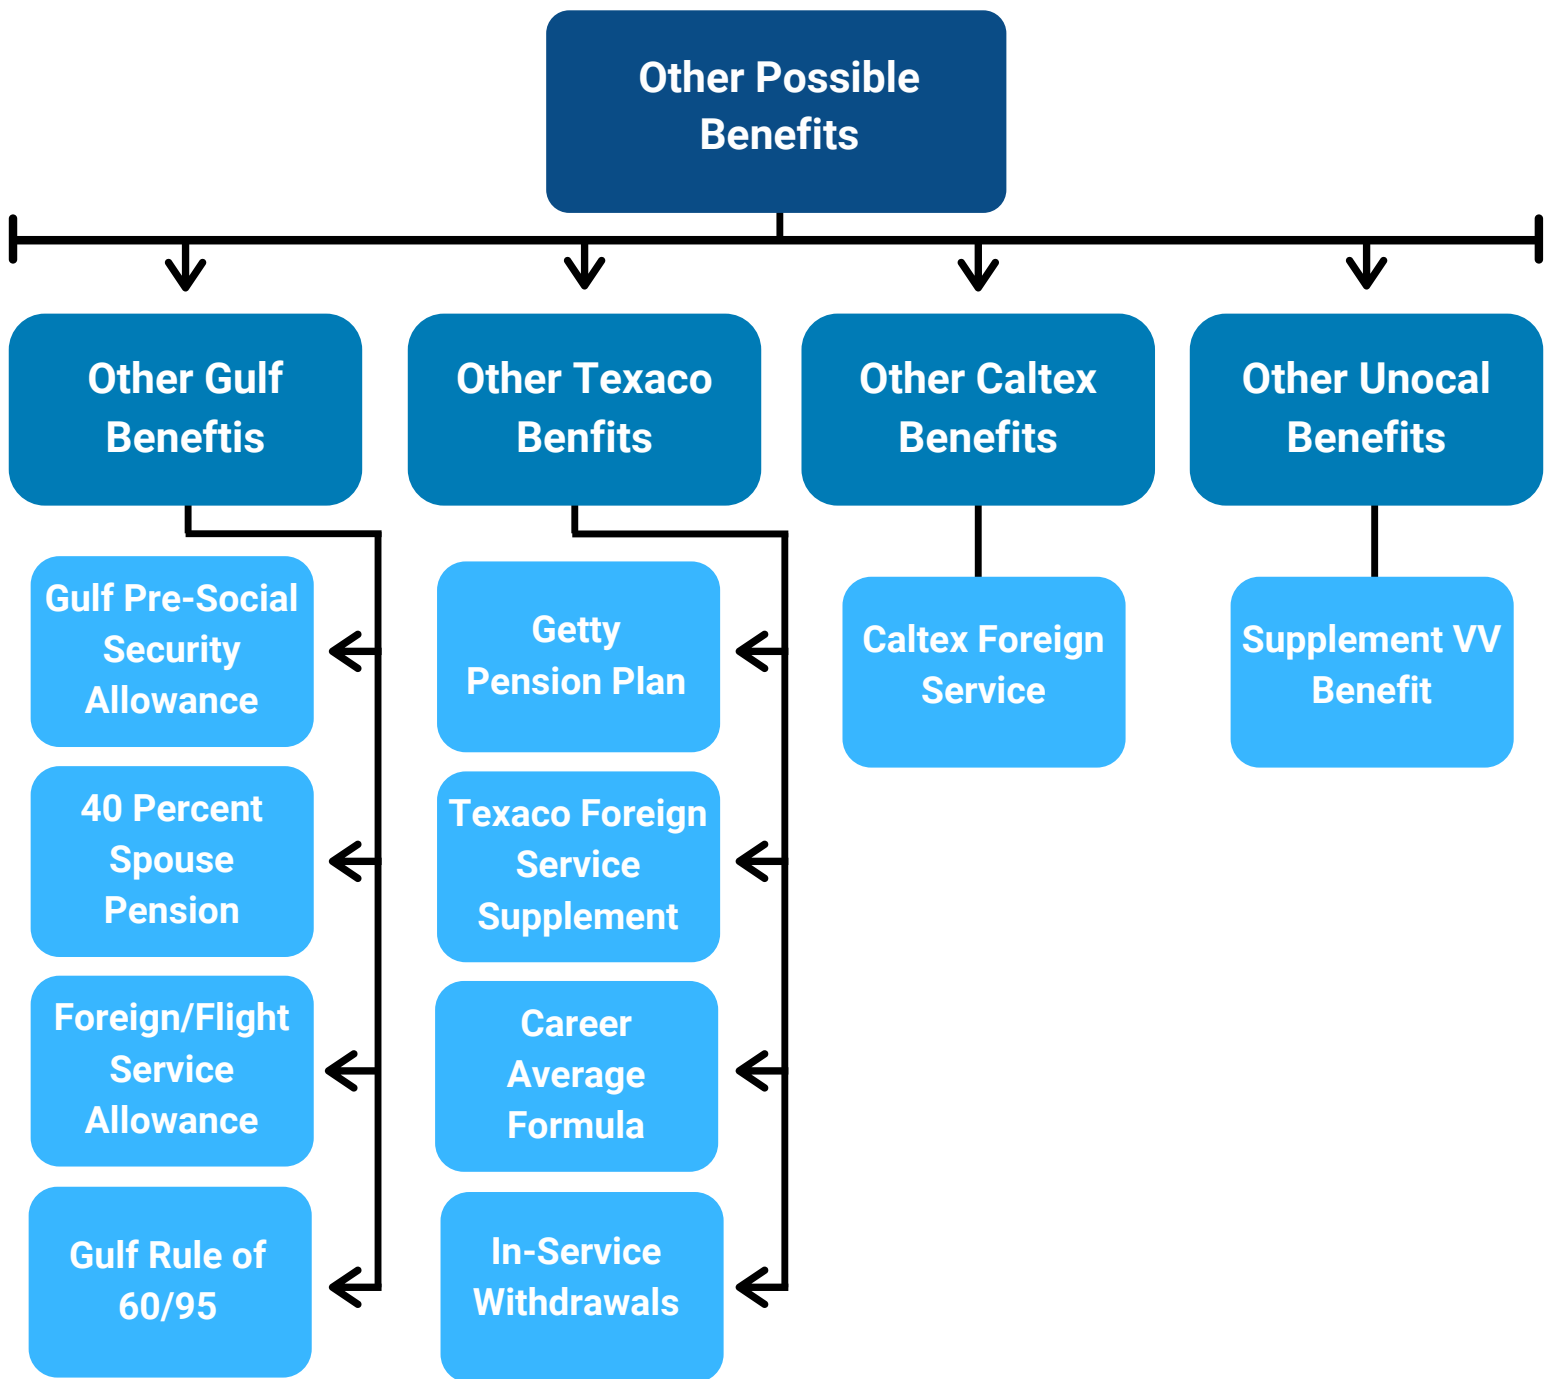 Other Possible
Benefits
Other Gulf
Beneftis
Other Texaco
Benfits
Other Caltex
Benefits
Other Unocal
Benefits
Gulf Pre-Social
Security
Allowance
40 Percent
Spouse
Pension
Foreign/Flight
Service
Allowance
Gulf Rule of
60/95
Getty
Pension Plan
Texaco Foreign
Service
Supplement
Career
Average
Formula
In-Service
Withdrawals
Caltex Foreign
Service
Supplement VV
Benefit